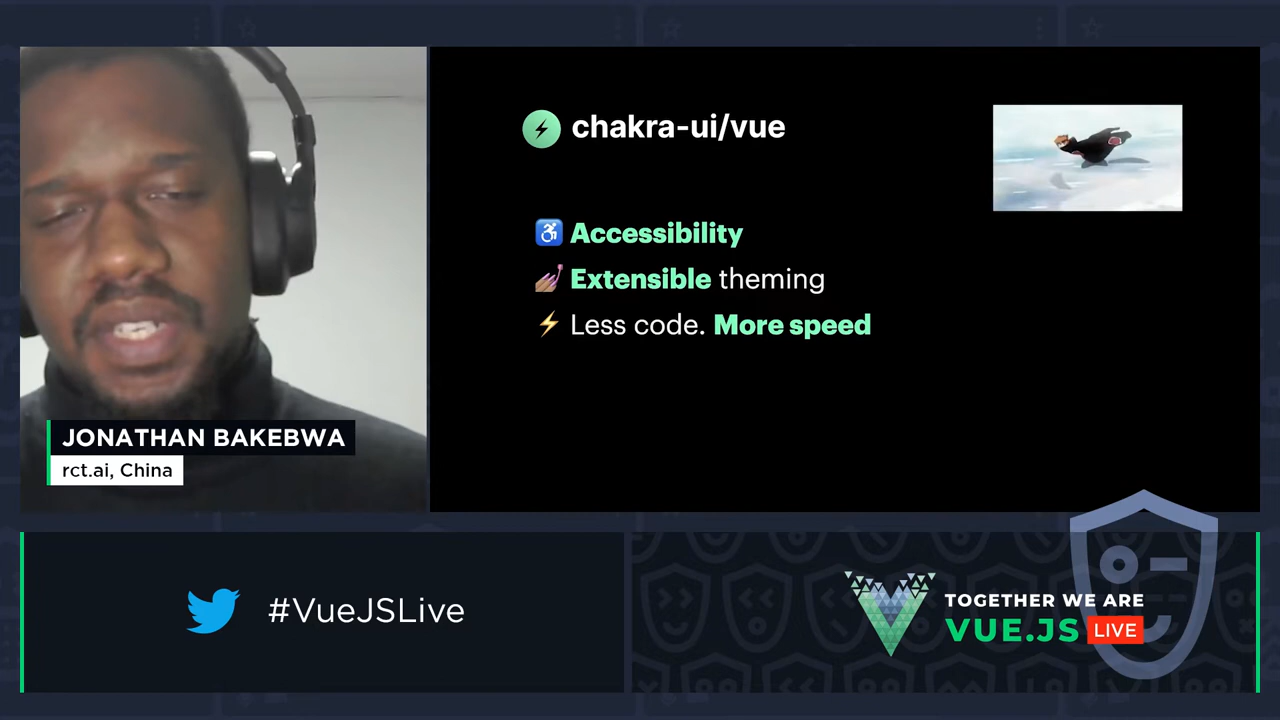 chakra-ui/vue
Accessibility
Extensible theming
Less code. More speed
JONATHAN BAKEBWA
rct.ai, China
#VueJSLive
TOGETHER WE ARE
VUE.JS LIVE